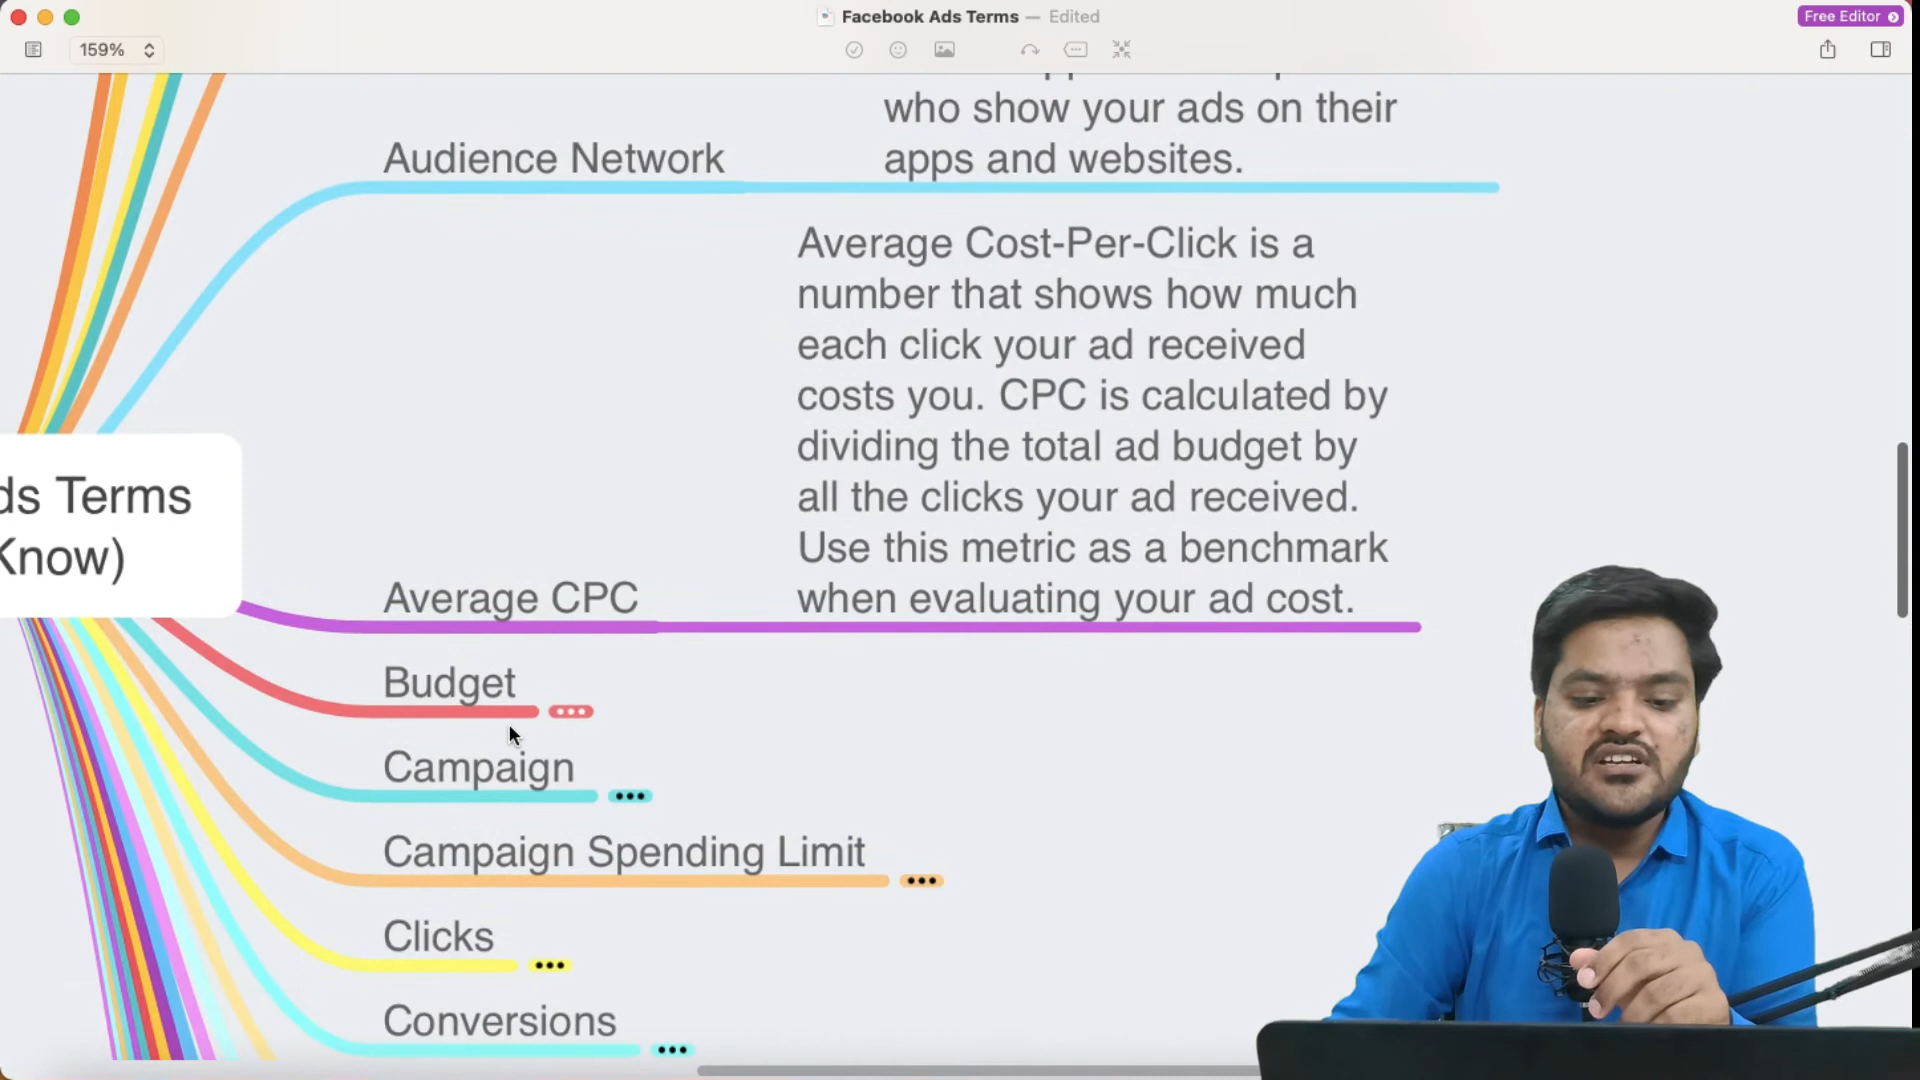 Facebook Ads Terms — Edited
Free Editor
159%
who show your ads on their
apps and websites.
Audience Network
Average Cost-Per-Click is a
number that shows how much
each click your ad received
costs you. CPC is calculated by
dividing the total ad budget by
all the clicks your ad received.
Use this metric as a benchmark
when evaluating your ad cost.
ds Terms
Know)
Average CPC
Budget
Campaign
Campaign Spending Limit
Clicks
Conversions